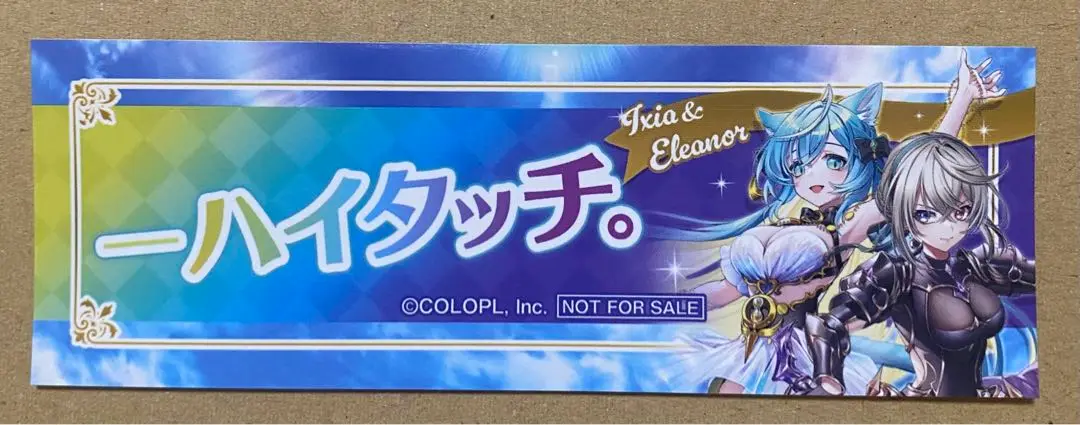 Ixia &
Eleanor
ーハイタッチ。
©COLOPL, Inc. NOT FOR SALE